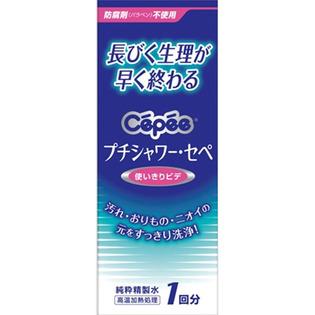 防腐剤(パラベン)不使用
長びく生理が
早く終わる
Cépée
プチシャワー・セペ
使いきりビデ
汚れ・おりもの・ニオイの
元をすっきり洗浄!
純粋精製水
高温加熱処理
1回分